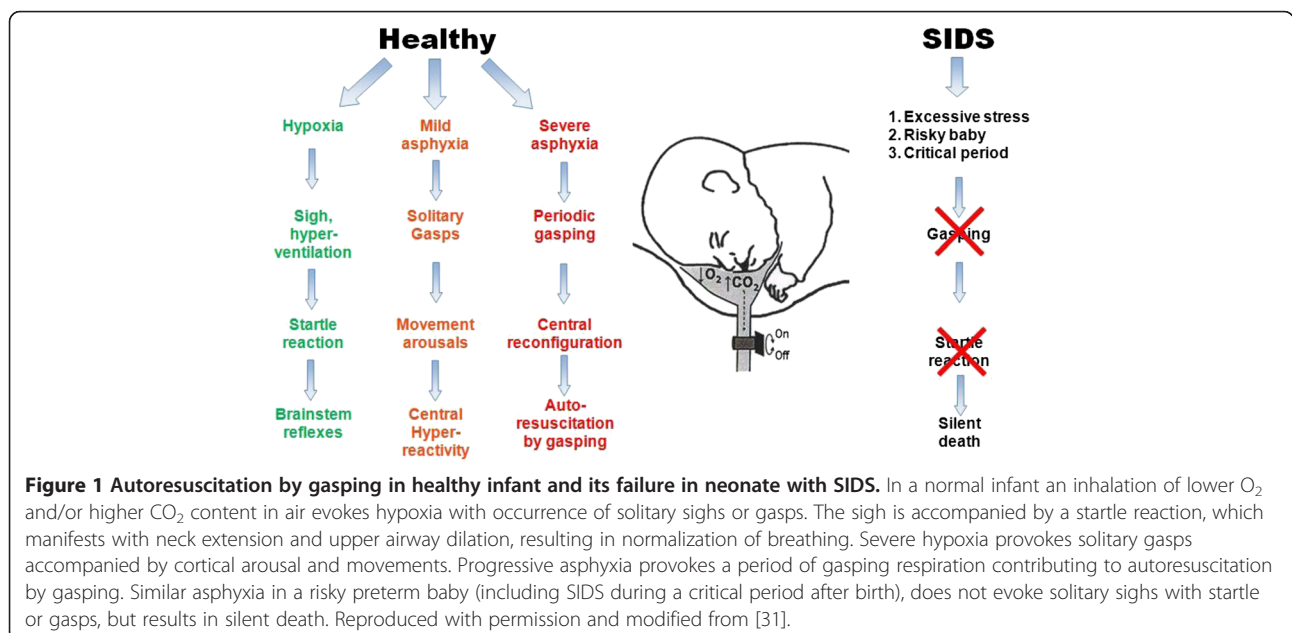 Healthy
Hypoxia
Sigh,
hyper-
ventilation
Startle
reaction
Brainstem
reflexes
Mild
asphyxia
Solitary
Gasps
Movement
arousals
Central
Hyper-
reactivity
Severe
asphyxia
Periodic
gasping
Central
reconfiguration
Auto-
resuscitation
by gasping
↓O₂ ↑CO₂
On
Off
SIDS
1. Excessive stress
2. Risky baby
3. Critical period
Gasping
Startle
reaction
Silent
death
Figure 1 Autoresuscitation by gasping in healthy infant and its failure in neonate with SIDS. In a normal infant an inhalation of lower O₂
and/or higher CO₂ content in air evokes hypoxia with occurrence of solitary sighs or gasps. The sigh is accompanied by a startle reaction, which
manifests with neck extension and upper airway dilation, resulting in normalization of breathing. Severe hypoxia provokes solitary gasps
accompanied by cortical arousal and movements. Progressive asphyxia provokes a period of gasping respiration contributing to autoresuscitation
by gasping. Similar asphyxia in a risky preterm baby (including SIDS during a critical period after birth), does not evoke solitary sighs with startle
or gasps, but results in silent death. Reproduced with permission and modified from [31].